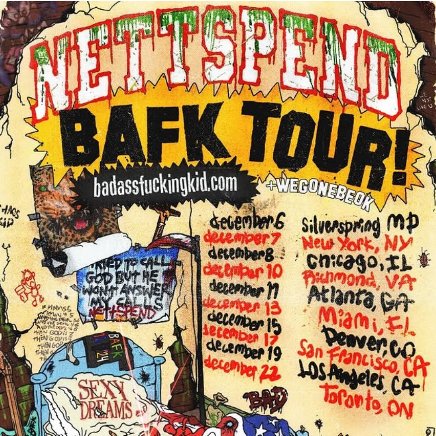 NETTSPEND
BAFK TOUR!
badassfuckingkid.com
+WEGONEBEOK
december 6 Silverspring MD
december 7 New York, NY
december 8 Chicago, IL
december 10 Richmond, VA
december 11 Atlanta, GA
december 13 Miami, FL
december 15 Denver CO
december 17 San Francisco, CA
december 19 Los Angeles, CA
december 22 Toronto, ON
I TRIED TO CALL
GOD BUT HE
WONT ANSWER
MY CALLS
NETTSPEND
SEXY
DREAMS
BAD